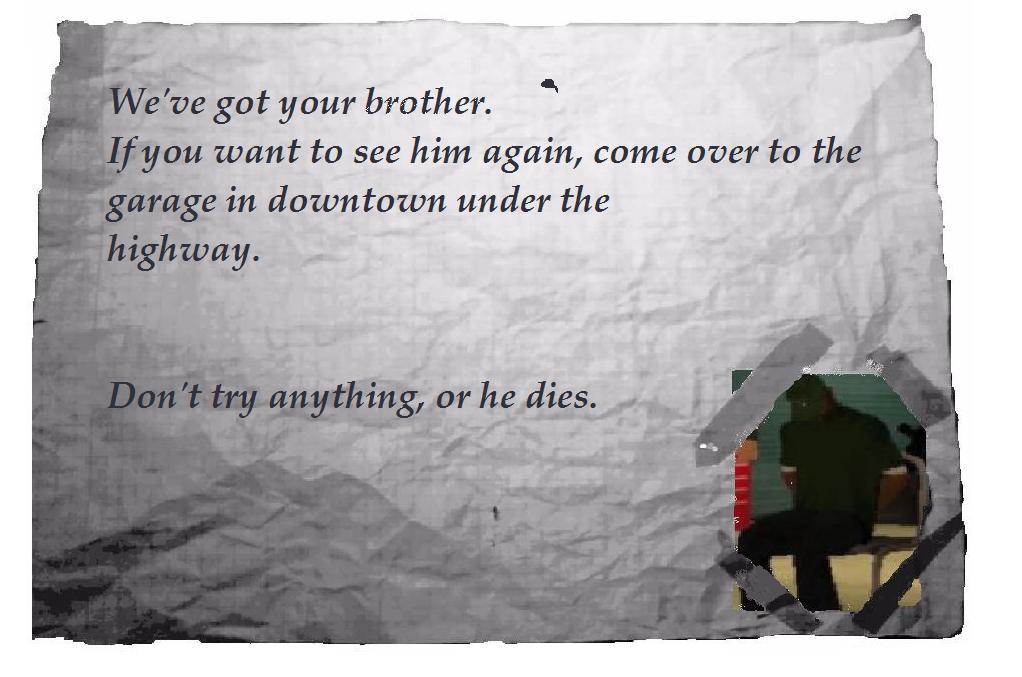 We've got your brother.
If you want to see him again, come over to the
garage in downtown under the
highway.
Don't try anything, or he dies.